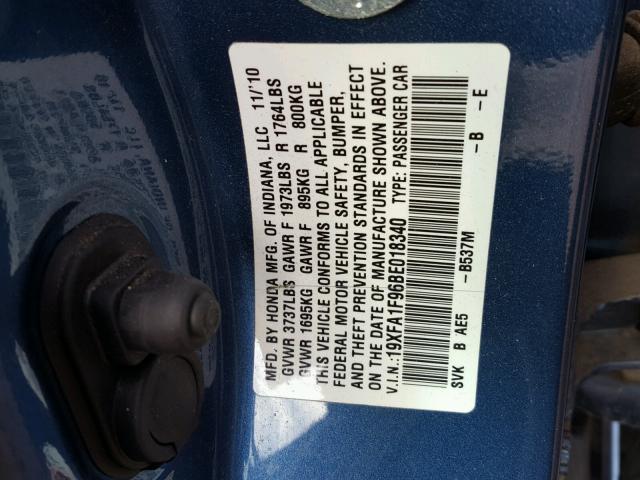 MFD. BY HONDA MFG. OF INDIANA, LLC 11/'10
GVWR 3737LBS GAWR F 1973LBS R 1764LBS
GVWR 1695KG GAWR F 895KG R 800KG
THIS VEHICLE CONFORMS TO ALL APPLICABLE
FEDERAL MOTOR VEHICLE SAFETY, BUMPER,
AND THEFT PREVENTION STANDARDS IN EFFECT
ON THE DATE OF MANUFACTURE SHOWN ABOVE.
V.I.N.:19XFA1F96BE018340 TYPE: PASSENGER CAR
SVK B AE5 -B537M -B -E